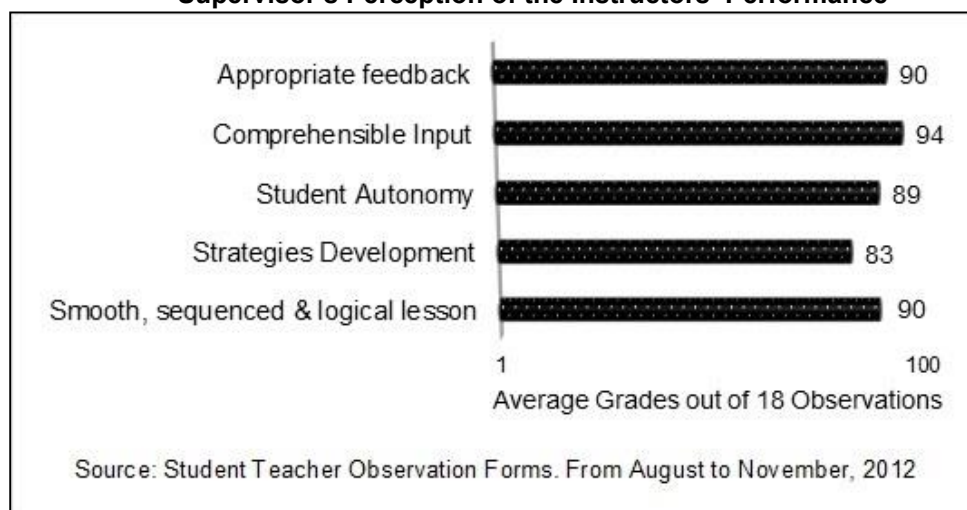 Supervisor's Perception of the Instructors' Performance
Appropriate feedback 90
Comprehensible Input 94
Student Autonomy 89
Strategies Development 83
Smooth, sequenced & logical lesson 90
1 100
Average Grades out of 18 Observations
Source: Student Teacher Observation Forms. From August to November, 2012